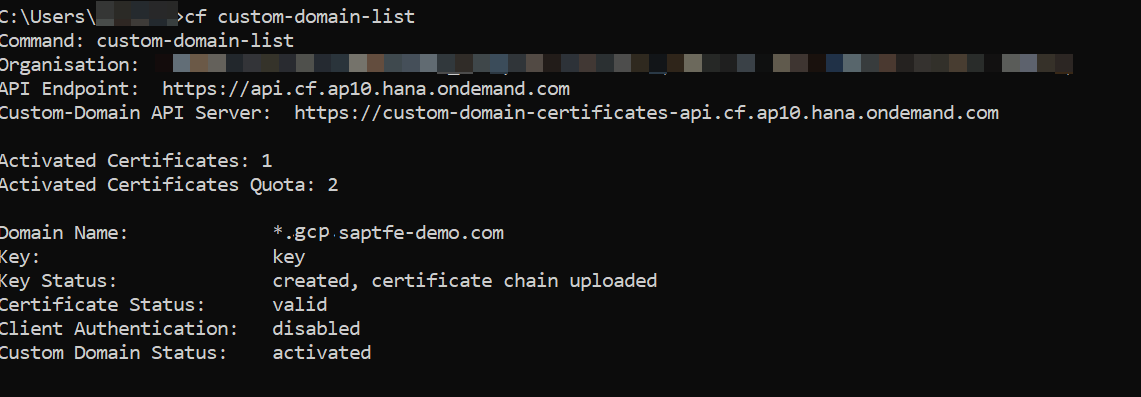 C:\Users\ >cf custom-domain-list
Command: custom-domain-list
Organisation:
API Endpoint: https://api.cf.ap10.hana.ondemand.com
Custom-Domain API Server: https://custom-domain-certificates-api.cf.ap10.hana.ondemand.com
Activated Certificates: 1
Activated Certificates Quota: 2
Domain Name: *.gcp.saptfe-demo.com
Key: key
Key Status: created, certificate chain uploaded
Certificate Status: valid
Client Authentication: disabled
Custom Domain Status: activated